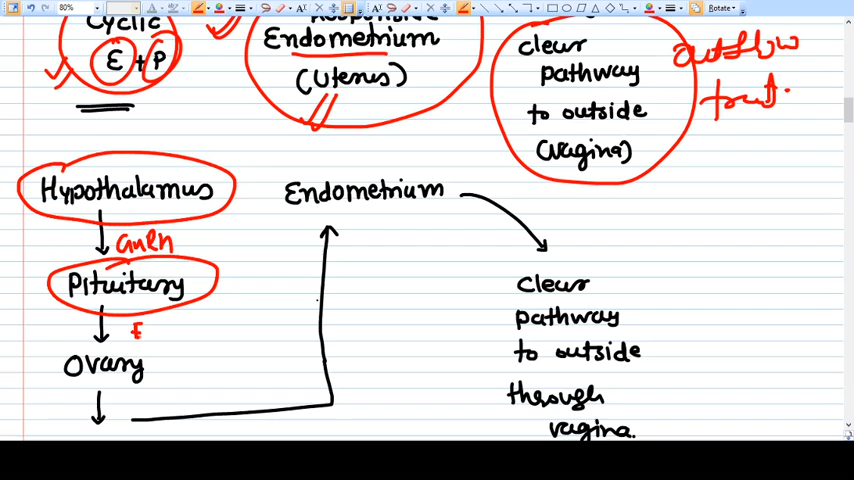 80%
Rotate
Cyclic
E + P
Responsive
Endometrium
(Uterus)
clear
pathway
to outside
(vagina)
outflow
tract.
Hypothalamus
GnRH
Pituitary
F
Ovary
Endometrium
clear
pathway
to outside
through
vagina.